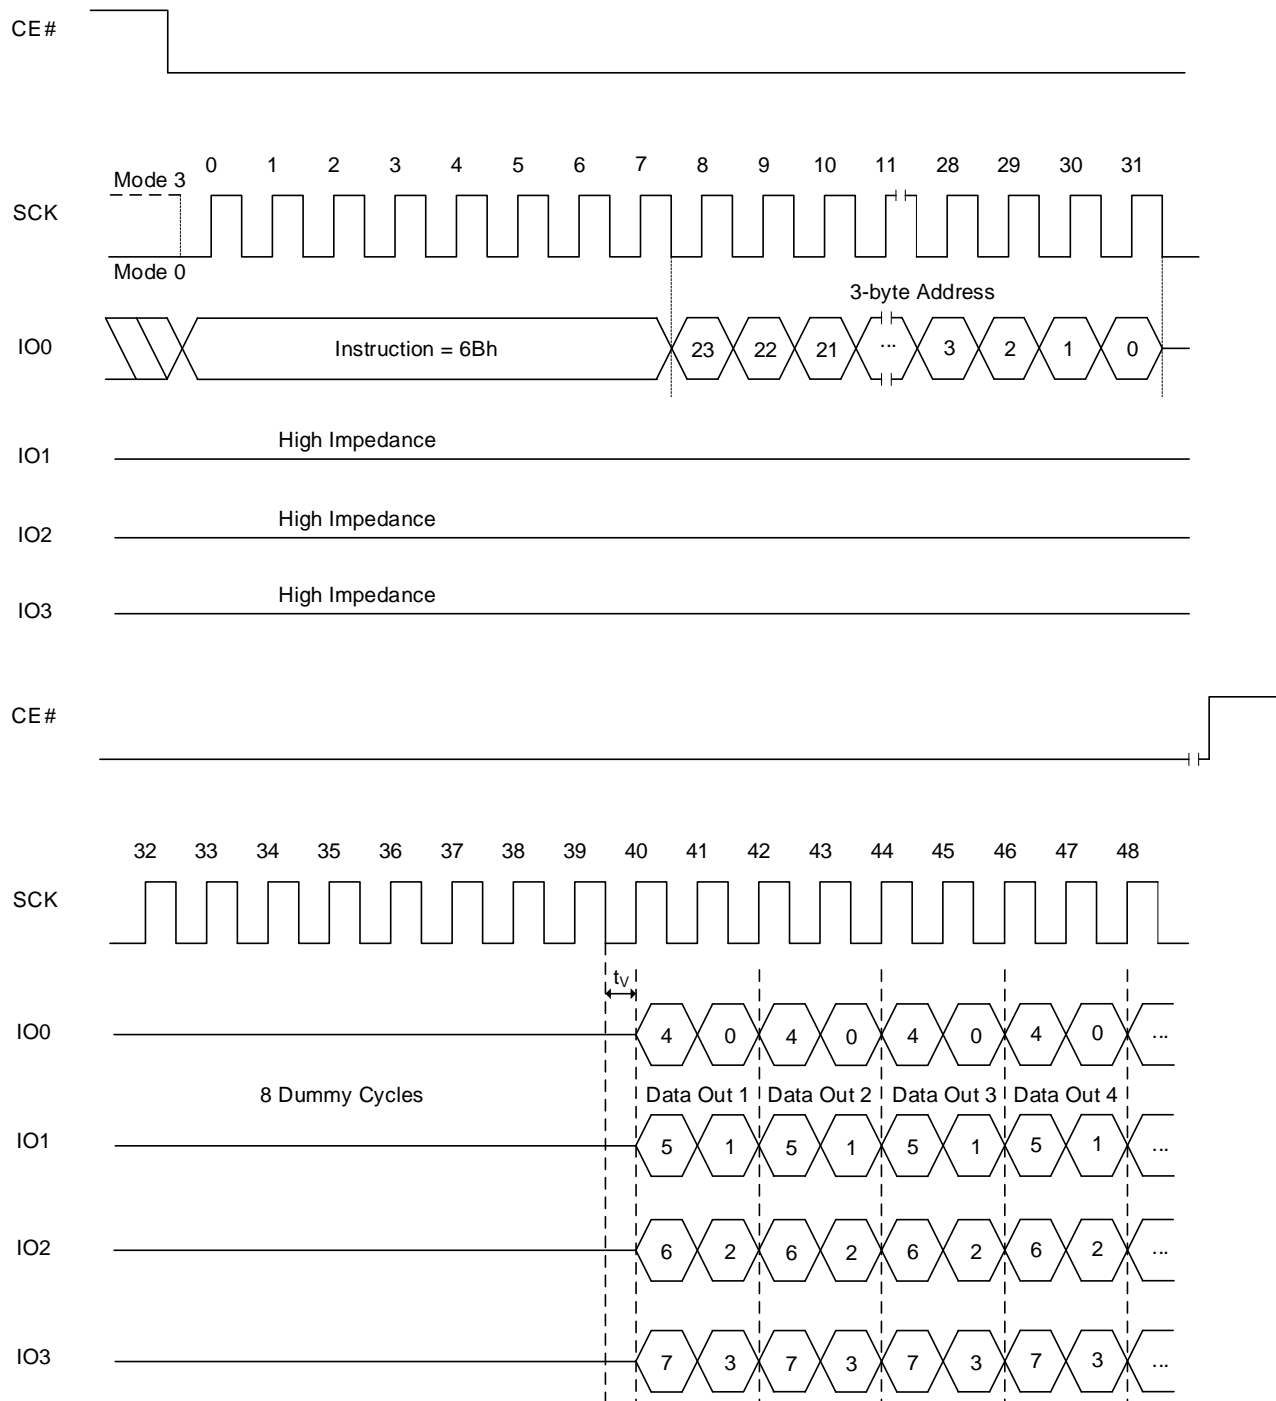 CE#
0 1 2 3 4 5 6 7 8 9 10 11 28 29 30 31
Mode 3
SCK
Mode 0
3-byte Address
IO0 Instruction = 6Bh 23 22 21 ... 3 2 1 0
High Impedance
IO1
High Impedance
IO2
High Impedance
IO3
CE#
32 33 34 35 36 37 38 39 40 41 42 43 44 45 46 47 48
SCK
tV
IO0 4 0 4 0 4 0 4 0 ...
8 Dummy Cycles Data Out 1 Data Out 2 Data Out 3 Data Out 4
IO1 5 1 5 1 5 1 5 1 ...
IO2 6 2 6 2 6 2 6 2 ...
IO3 7 3 7 3 7 3 7 3 ...